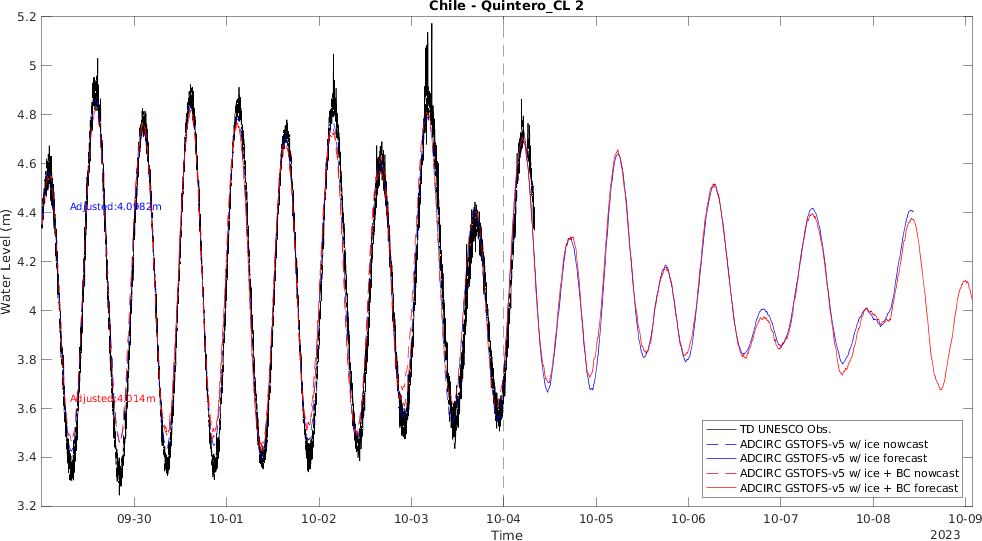 Chile - Quintero_CL 2
5.2
5
4.8
4.6
4.4
4.2
4
3.8
3.6
3.4
3.2
Water Level (m)
Adjusted:4.0982m
Adjusted:4.014m
TD UNESCO Obs.
ADCIRC GSTOFS-v5 w/ ice nowcast
ADCIRC GSTOFS-v5 w/ ice forecast
ADCIRC GSTOFS-v5 w/ ice + BC nowcast
ADCIRC GSTOFS-v5 w/ ice + BC forecast
09-30 10-01 10-02 10-03 10-04 10-05 10-06 10-07 10-08 10-09
Time
2023